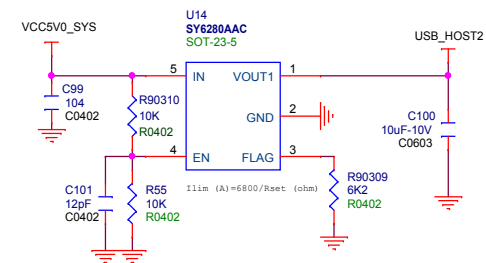 U14
VCC5V0_SYS
SY6280AAC
SOT-23-5
USB_HOST2
5 IN VOUT1 1
C99
104
C0402
R90310
10K
R0402
GND 2
C100
10uF-10V
C0603
4 EN FLAG 3
C101
12pF
C0402
R55
10K
R0402
Ilim (A)=6800/Rset (ohm)
R90309
6K2
R0402